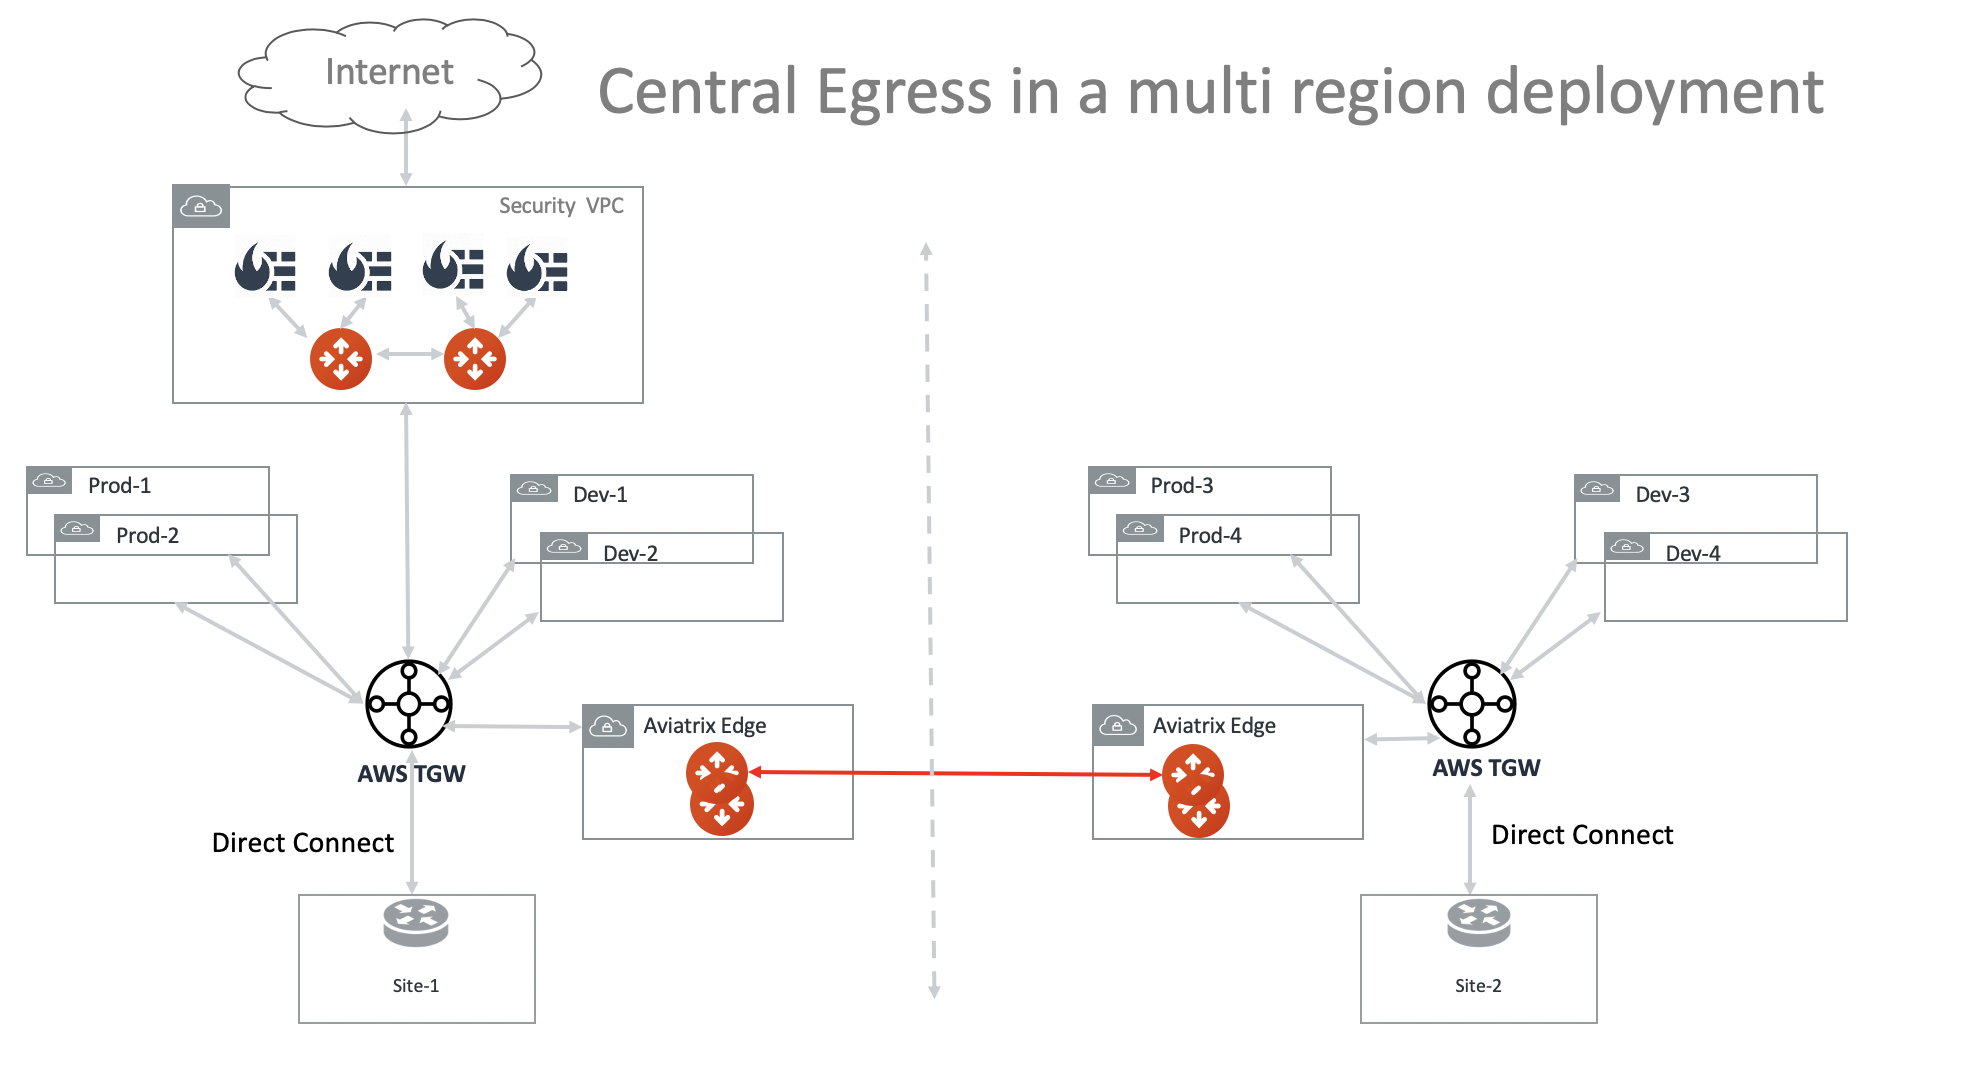 Internet
Central Egress in a multi region deployment
Security VPC
Prod-1
Prod-2
Dev-1
Dev-2
Prod-3
Prod-4
Dev-3
Dev-4
Aviatrix Edge
Aviatrix Edge
AWS TGW
AWS TGW
Direct Connect
Direct Connect
Site-1
Site-2